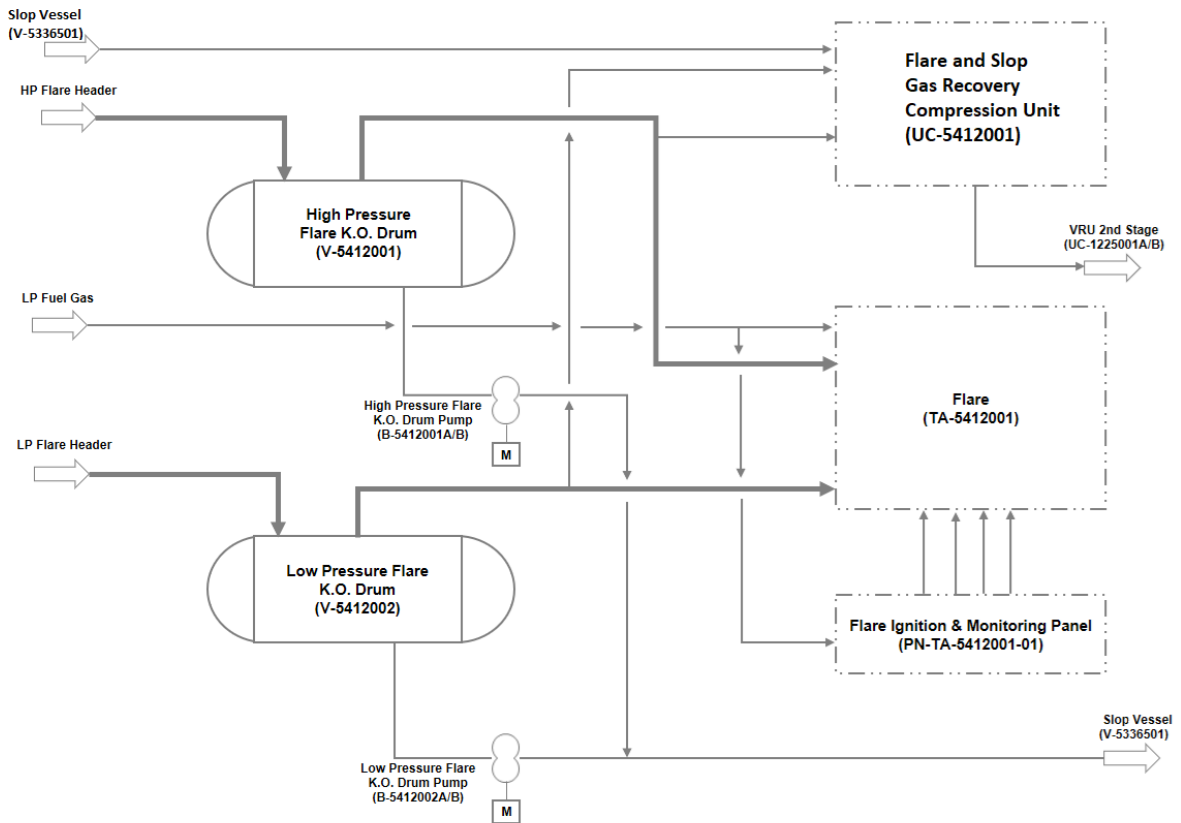 Slop Vessel
(V-5336501)
HP Flare Header
Flare and Slop
Gas Recovery
Compression Unit
(UC-5412001)
High Pressure
Flare K.O. Drum
(V-5412001)
VRU 2nd Stage
(UC-1225001A/B)
LP Fuel Gas
High Pressure Flare
K.O. Drum Pump
(B-5412001A/B)
M
Flare
(TA-5412001)
LP Flare Header
Low Pressure Flare
K.O. Drum
(V-5412002)
Flare Ignition & Monitoring Panel
(PN-TA-5412001-01)
Slop Vessel
(V-5336501)
Low Pressure Flare
K.O. Drum Pump
(B-5412002A/B)
M